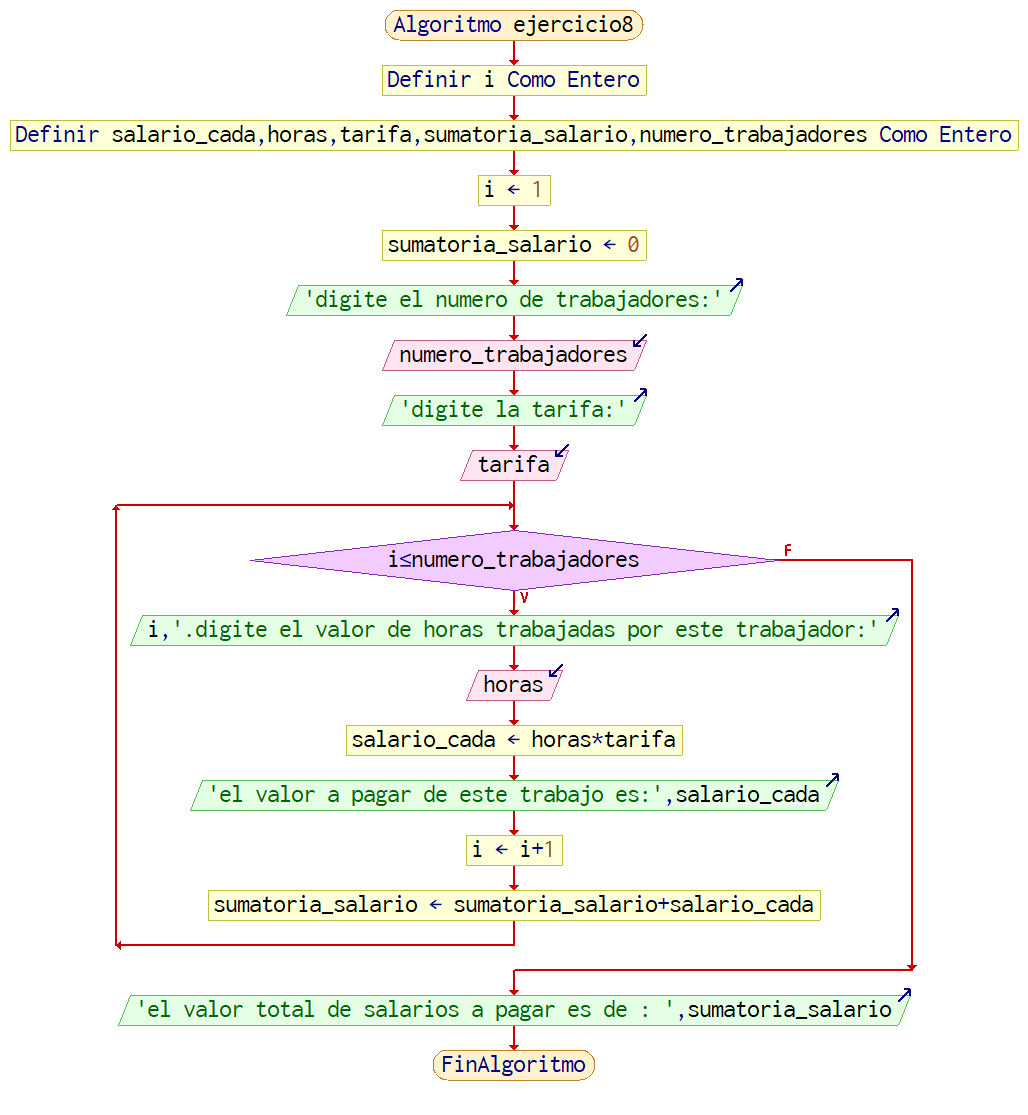 Algoritmo ejercicio8
Definir i Como Entero
Definir salario_cada,horas,tarifa,sumatoria_salario,numero_trabajadores Como Entero
i ← 1
sumatoria_salario ← 0
'digite el numero de trabajadores:'
numero_trabajadores
'digite la tarifa:'
tarifa
i≤numero_trabajadores
F
V
i,'.digite el valor de horas trabajadas por este trabajador:'
horas
salario_cada ← horas*tarifa
'el valor a pagar de este trabajo es:',salario_cada
i ← i+1
sumatoria_salario ← sumatoria_salario+salario_cada
'el valor total de salarios a pagar es de : ',sumatoria_salario
FinAlgoritmo